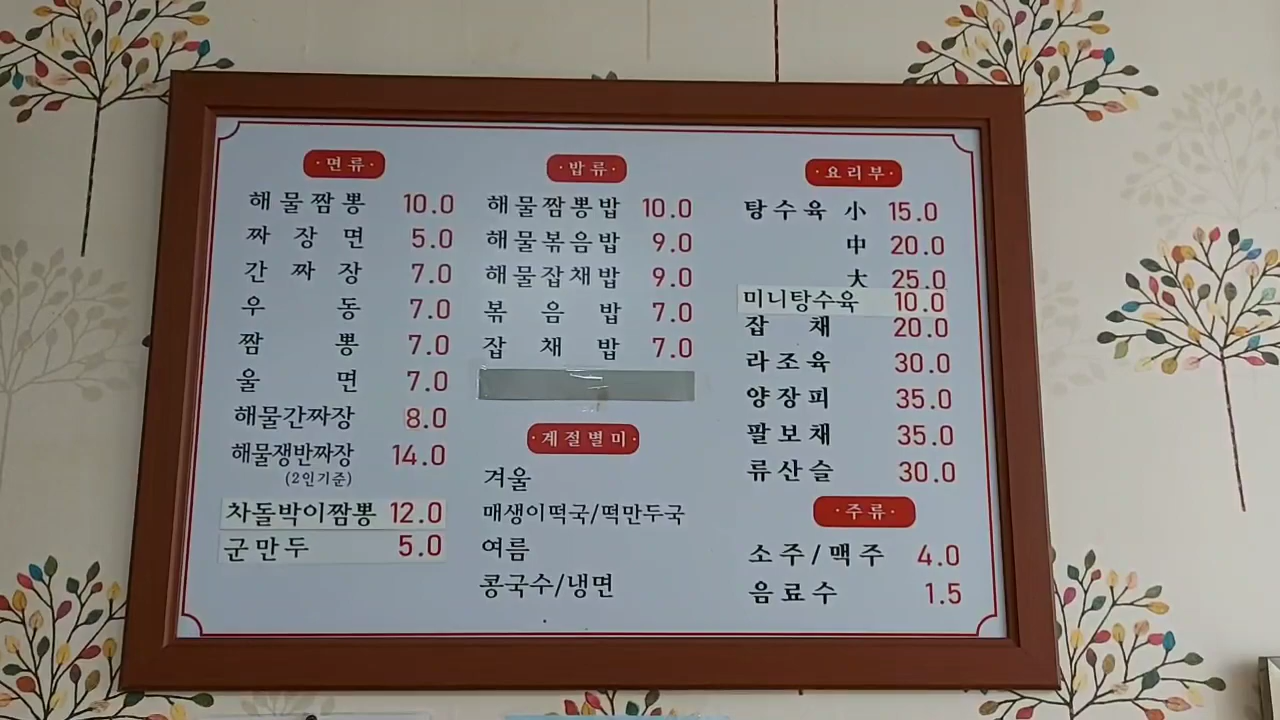 ·면류·
해물짬뽕 10.0
짜장면 5.0
간짜장 7.0
우동 7.0
짬뽕 7.0
울면 7.0
해물간짜장 8.0
해물쟁반짜장 14.0
(2인기준)
차돌박이짬뽕 12.0
군만두 5.0
·밥류·
해물짬뽕밥 10.0
해물볶음밥 9.0
해물잡채밥 9.0
볶음밥 7.0
잡채밥 7.0
·계절별미·
겨울
매생이떡국/떡만두국
여름
콩국수/냉면
·요리부·
탕수육 小 15.0
中 20.0
大 25.0
미니탕수육 10.0
잡채 20.0
라조육 30.0
양장피 35.0
팔보채 35.0
류산슬 30.0
·주류·
소주/맥주 4.0
음료수 1.5